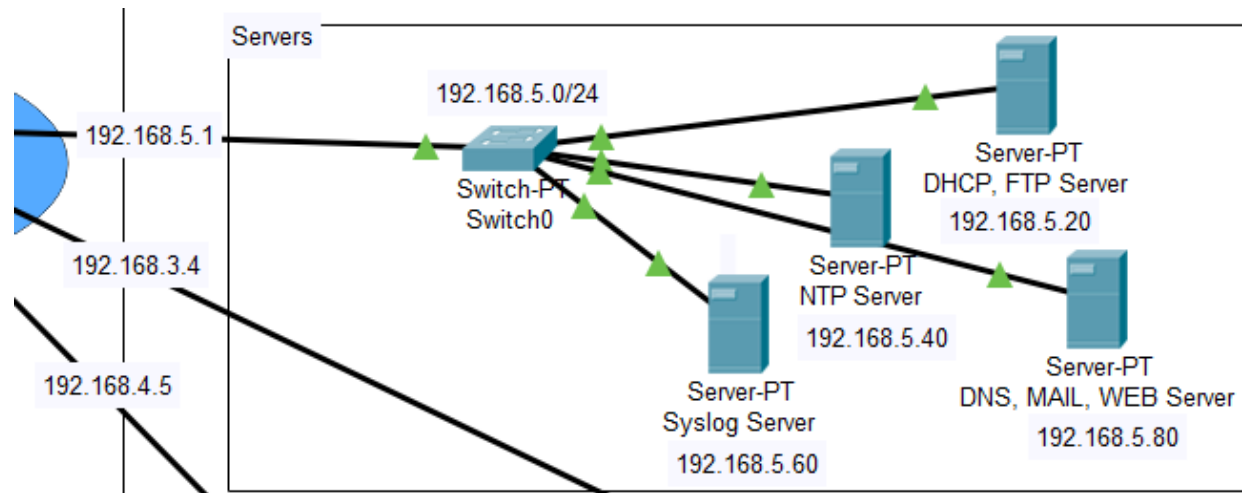 Servers
192.168.5.0/24
192.168.5.1
Switch-PT
Switch0
Server-PT
DHCP, FTP Server
192.168.5.20
192.168.3.4
Server-PT
NTP Server
192.168.5.40
192.168.4.5
Server-PT
DNS, MAIL, WEB Server
192.168.5.80
Server-PT
Syslog Server
192.168.5.60